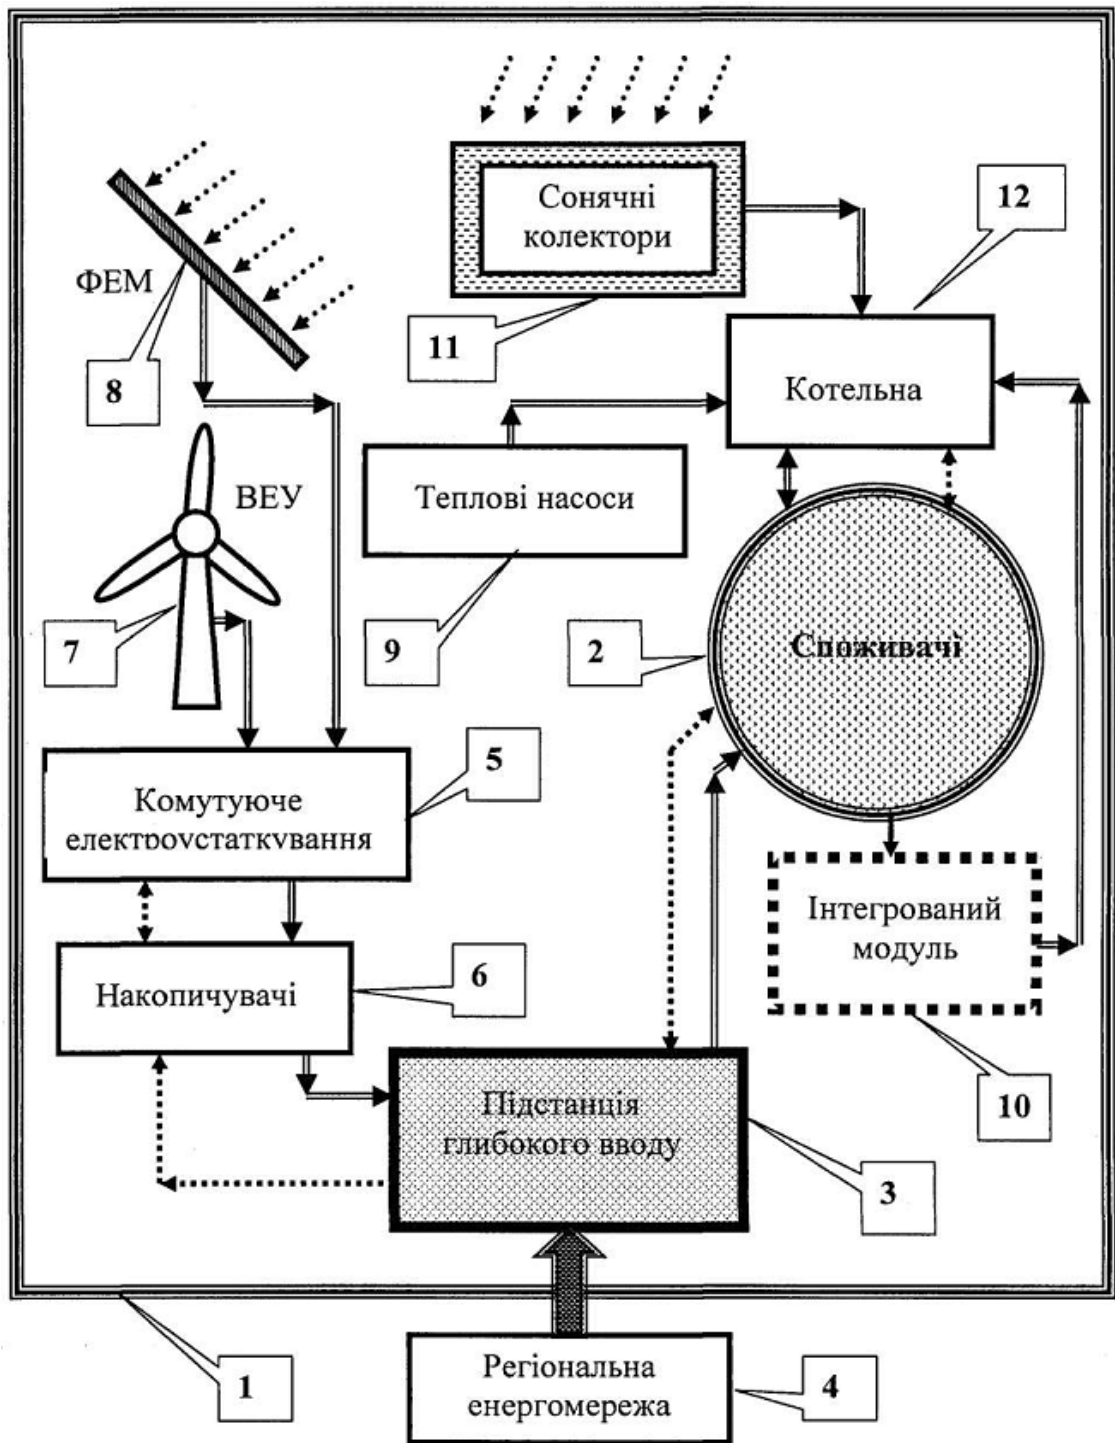 Сонячні
колектори
12
ФЕМ
11
8
Котельна
ВЕУ
Теплові насоси
7
9
2
Споживачі
5
Комутуюче
електроустаткування
Інтегрований
модуль
6
Накопичувачі
10
Підстанція
глибокого вводу
3
1
Регіональна
енергомережа
4